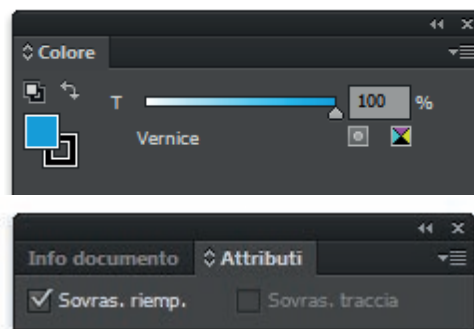 Colore
T 100 %
Vernice
Info documento Attributi
Sovras. riemp. Sovras. traccia